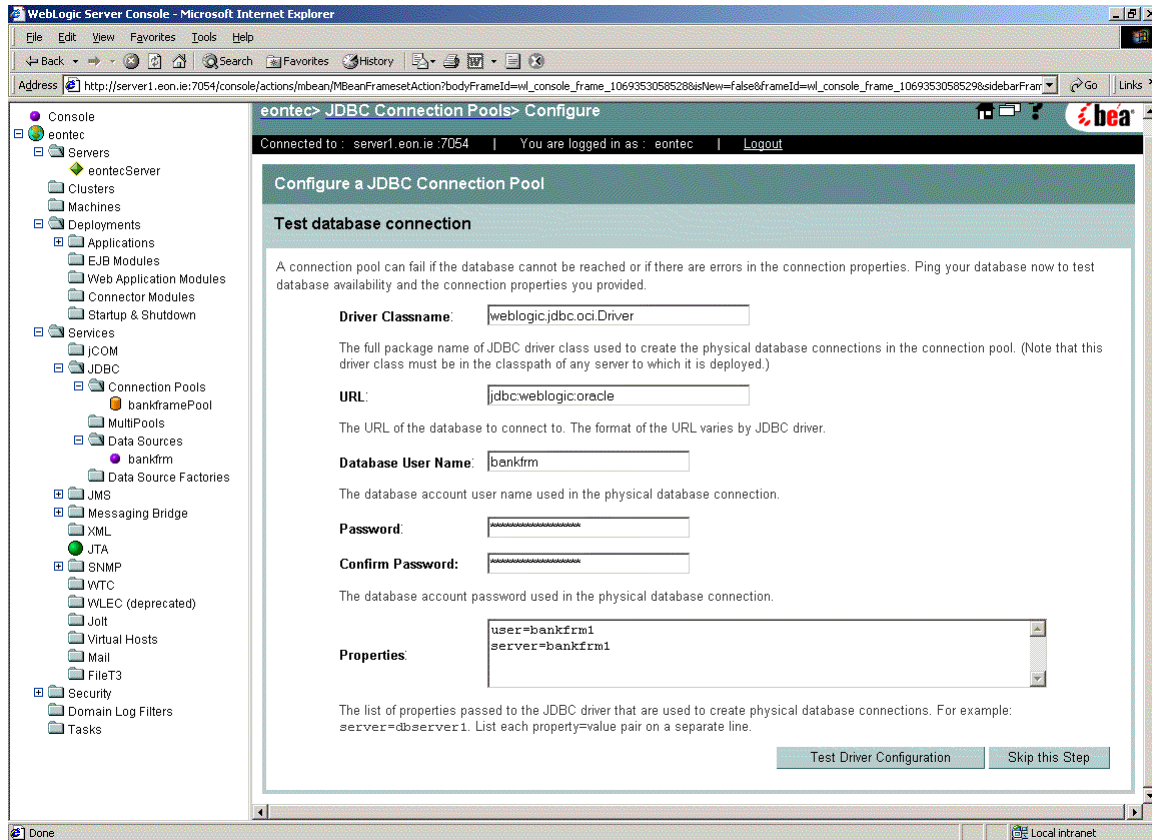 WebLogic Server Console - Microsoft Internet Explorer
File Edit View Favorites Tools Help
Back Search Favorites History
Address http://server1.eon.ie:7054/console/actions/mbean/MBeanFramesetAction?bodyFrameId=wl_console_frame_1069353058528&isNew=false&frameId=wl_console_frame_1069353058529&sidebarFram Go Links »
Console
eontec
Servers
eontecServer
Clusters
Machines
Deployments
Applications
EJB Modules
Web Application Modules
Connector Modules
Startup & Shutdown
Services
jCOM
JDBC
Connection Pools
bankframePool
MultiPools
Data Sources
bankfrm
Data Source Factories
JMS
Messaging Bridge
XML
JTA
SNMP
WTC
WLEC (deprecated)
Jolt
Virtual Hosts
Mail
FileT3
Security
Domain Log Filters
Tasks
eontec> JDBC Connection Pools> Configure
? bea
Connected to : server1.eon.ie :7054 | You are logged in as : eontec | Logout
Configure a JDBC Connection Pool
Test database connection
A connection pool can fail if the database cannot be reached or if there are errors in the connection properties. Ping your database now to test
database availability and the connection properties you provided.
Driver Classname: weblogic.jdbc.oci.Driver
The full package name of JDBC driver class used to create the physical database connections in the connection pool. (Note that this
driver class must be in the classpath of any server to which it is deployed.)
URL: jdbc:weblogic:oracle
The URL of the database to connect to. The format of the URL varies by JDBC driver.
Database User Name: bankfrm
The database account user name used in the physical database connection.
Password: ******************
Confirm Password: ******************
The database account password used in the physical database connection.
Properties:
user=bankfrm1
server=bankfrm1
The list of properties passed to the JDBC driver that are used to create physical database connections. For example:
server=dbserver1. List each property=value pair on a separate line.
Test Driver Configuration Skip this Step
Done Local intranet